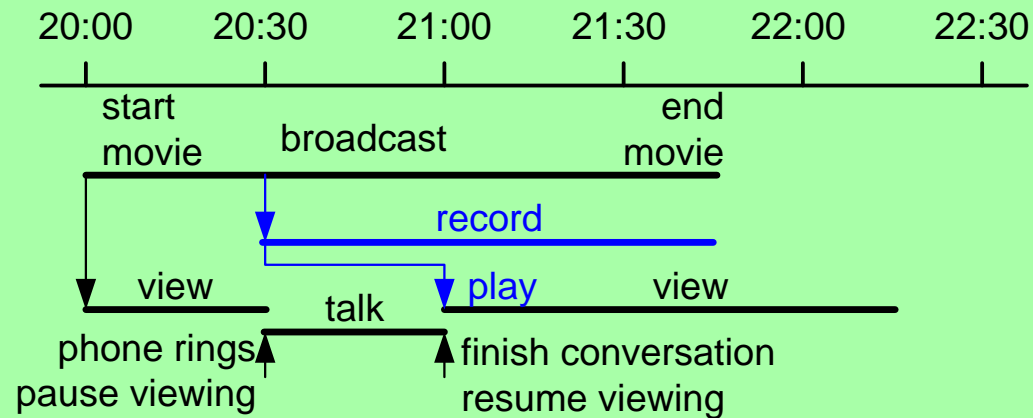 20:00 20:30 21:00 21:30 22:00 22:30
start
movie
broadcast
end
movie
record
view
talk
play
view
phone rings
pause viewing
finish conversation
resume viewing